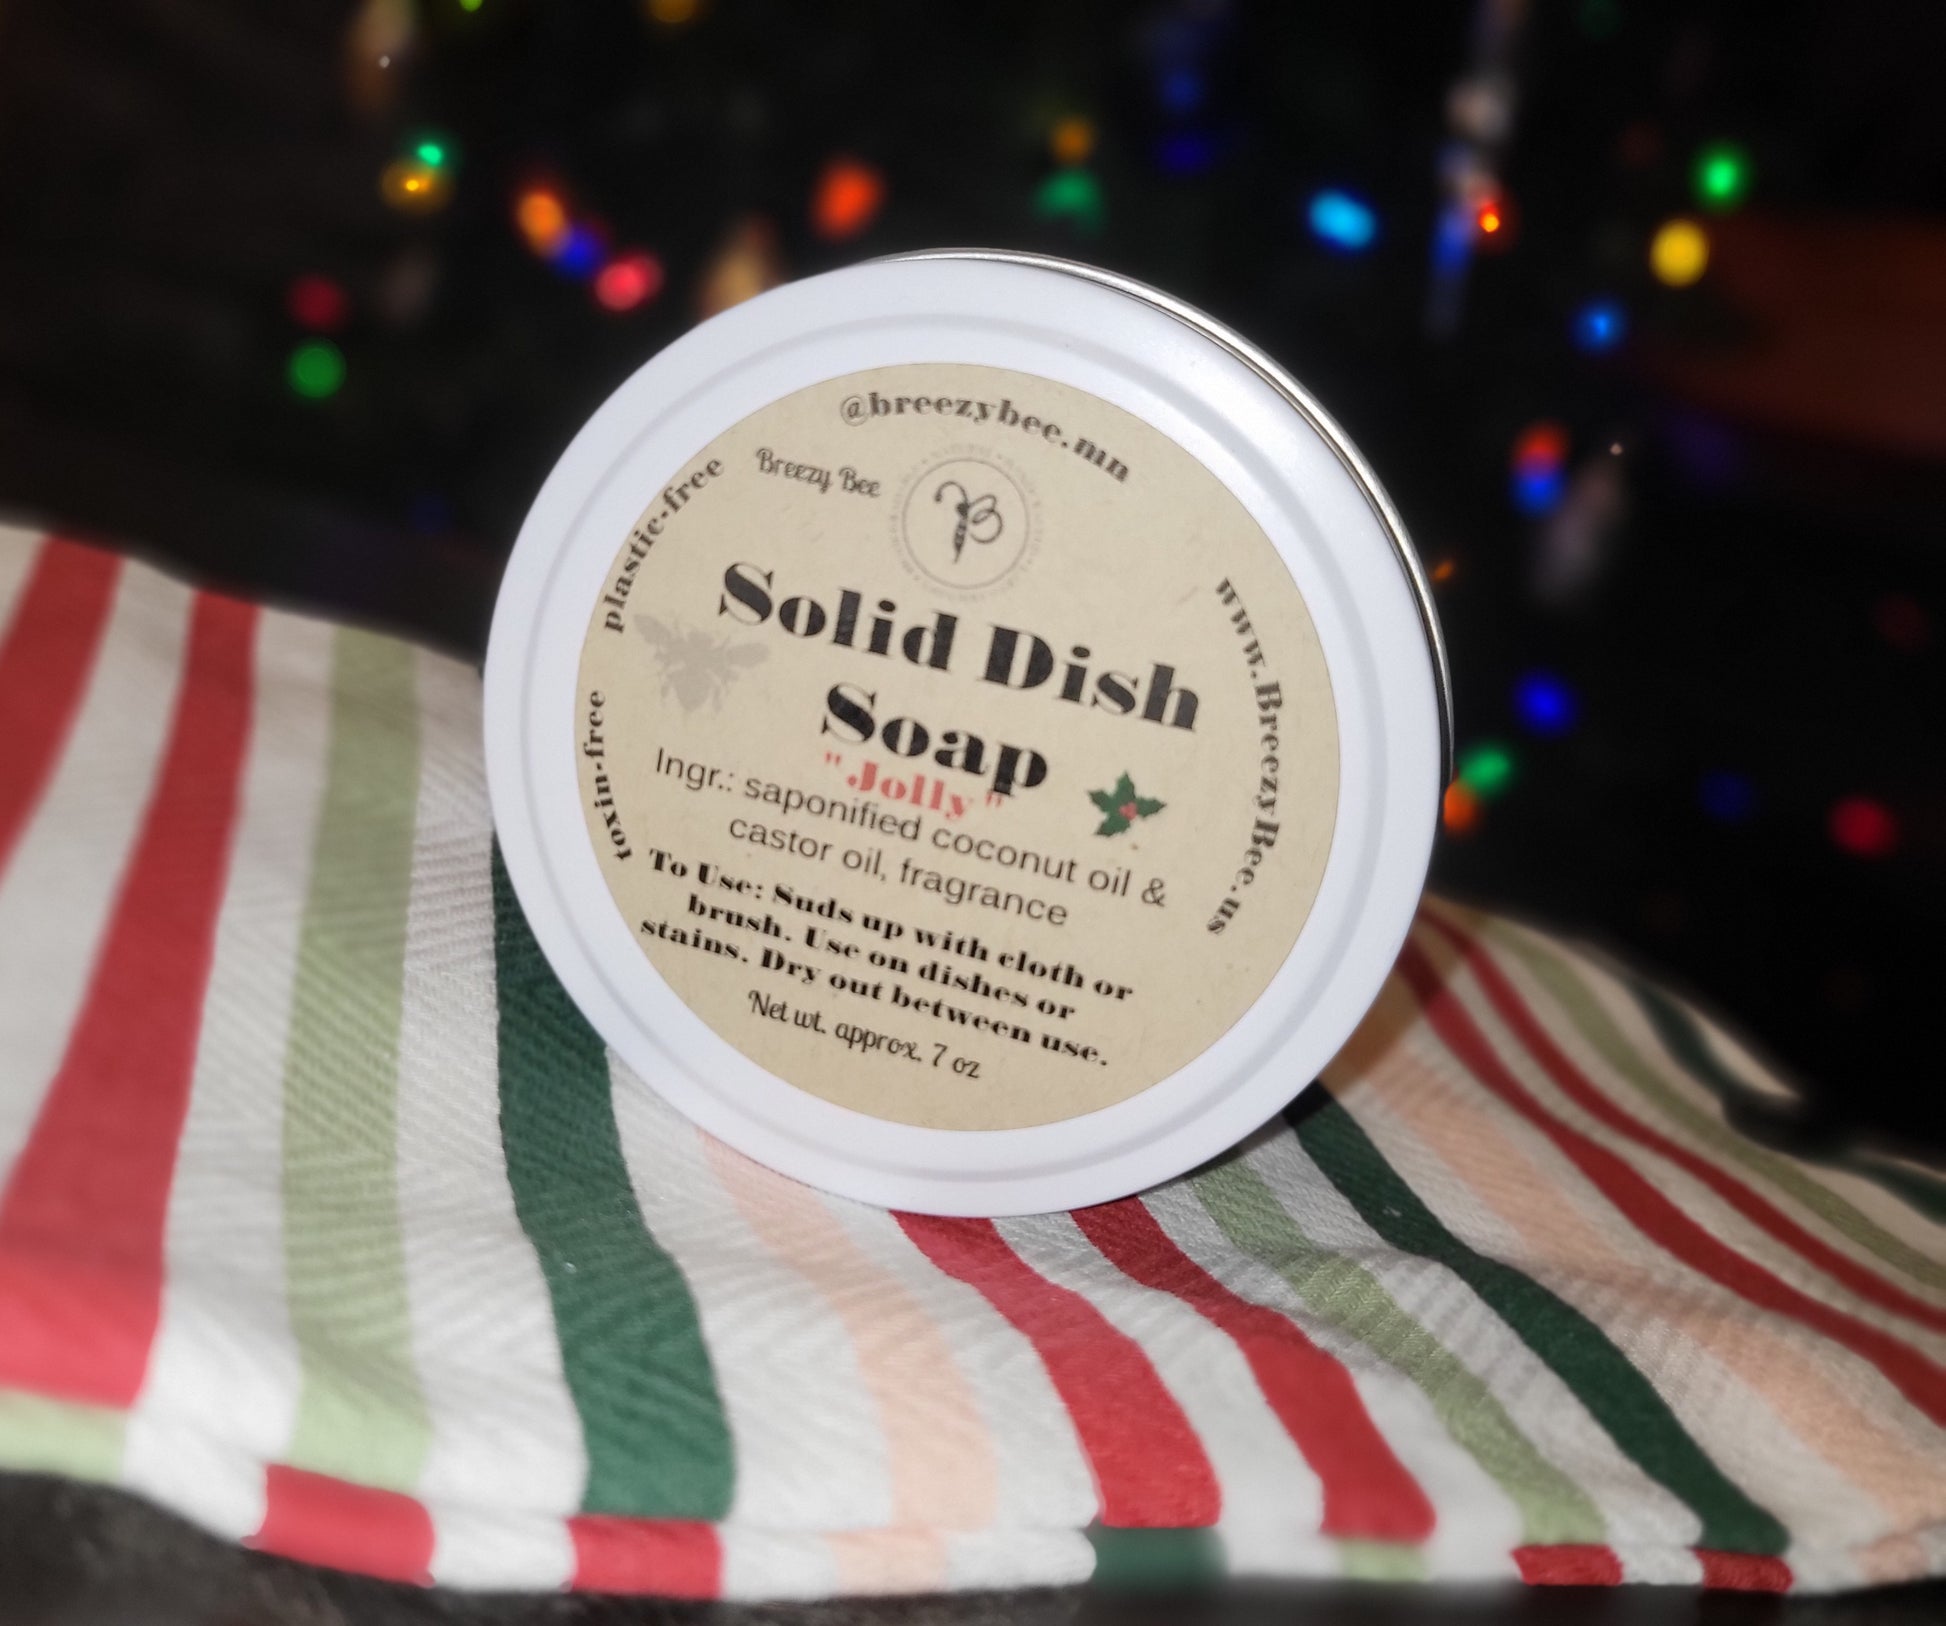 @breezybee.mn
Breezy Bee
plastic-free
toxin-free
www.BreezyBee.us
Solid Dish
Soap
"Jolly"
Ingr.: saponified coconut oil &
castor oil, fragrance
To Use: Suds up with cloth or
brush. Use on dishes or
stains. Dry out between use.
Net wt. approx. 7 oz